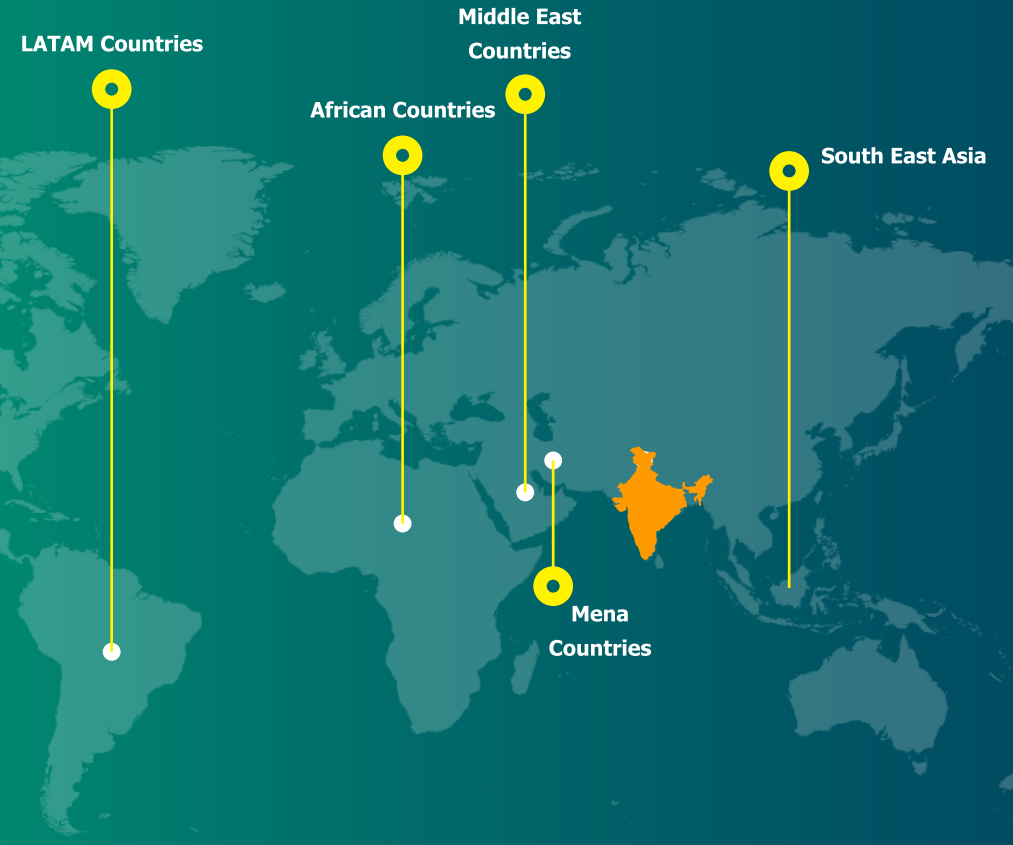 LATAM Countries
African Countries
Middle East
Countries
South East Asia
Mena
Countries